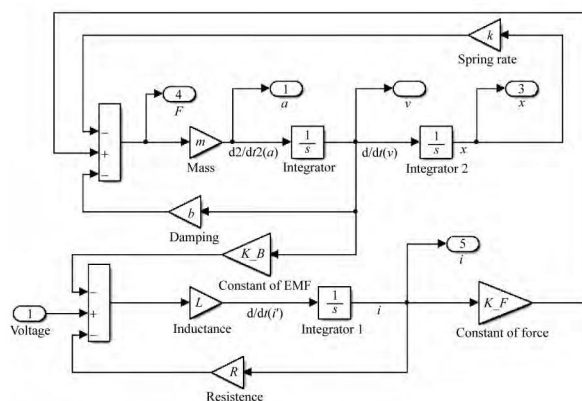 k
Spring rate
4
F
1
a
v
3
x
−
+
−
m
Mass
d2/dt2(a)
1
s
Integrator
d/dt(v)
1
s
Integrator 2
x
b
Damping
K_B
Constant of EMF
5
i
1
Voltage
−
+
−
L
Inductance
d/dt(i')
1
s
Integrator 1
i
K_F
Constant of force
R
Resistence